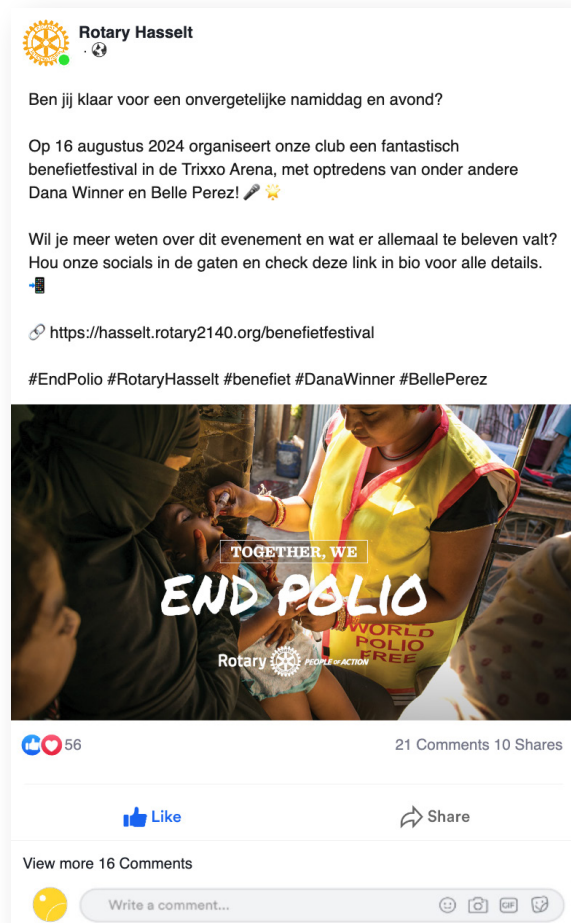 Rotary Hasselt
Ben jij klaar voor een onvergetelijke namiddag en avond?
Op 16 augustus 2024 organiseert onze club een fantastisch
benefietfestival in de Trixxo Arena, met optredens van onder andere
Dana Winner en Belle Perez! 🎤 🌟
Wil je meer weten over dit evenement en wat er allemaal te beleven valt?
Hou onze socials in de gaten en check deze link in bio voor alle details.
📲
🔗 https://hasselt.rotary2140.org/benefietfestival
#EndPolio #RotaryHasselt #benefiet #DanaWinner #BellePerez
TOGETHER, WE
END POLIO
WORLD
POLIO
FREE
Rotary PEOPLE OF ACTION
56
21 Comments 10 Shares
Like
Share
View more 16 Comments
Write a comment...
GIF